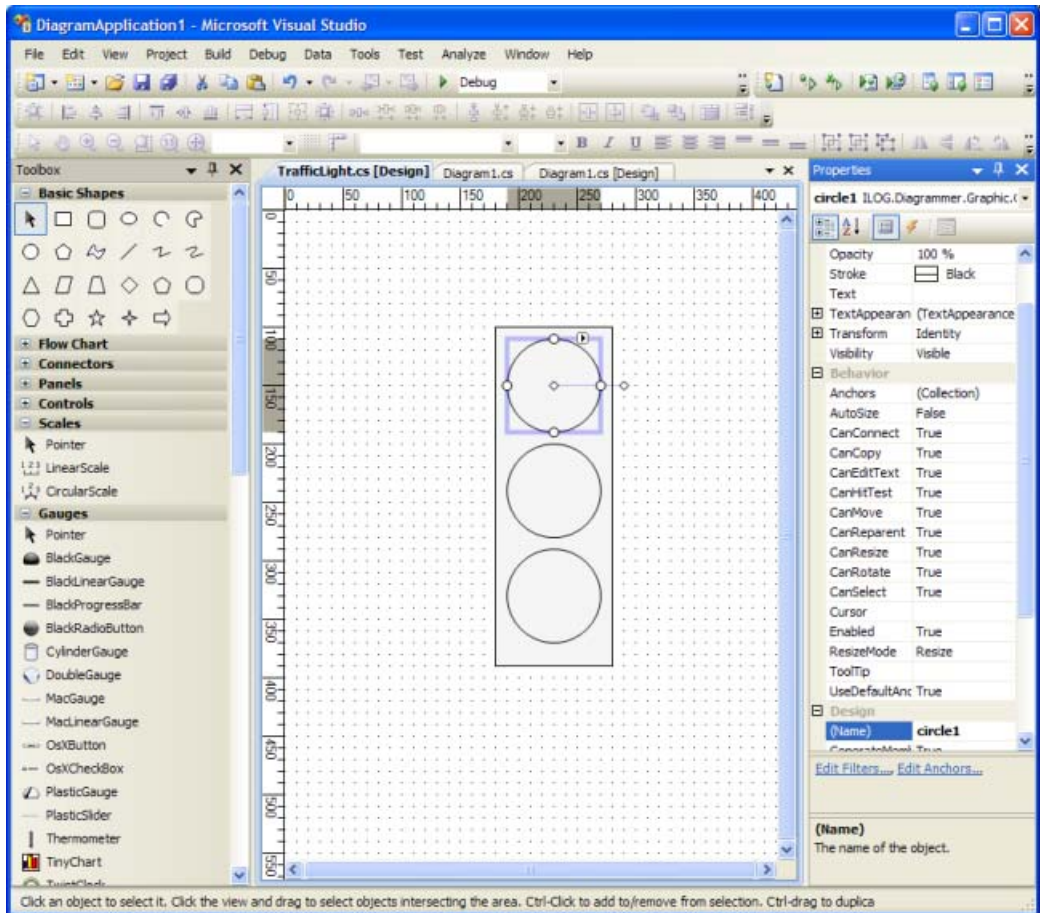 DiagramApplication1 - Microsoft Visual Studio
File Edit View Project Build Debug Data Tools Test Analyze Window Help
Debug
Toolbox
Basic Shapes
Flow Chart
Connectors
Panels
Controls
Scales
Pointer
LinearScale
CircularScale
Gauges
Pointer
BlackGauge
BlackLinearGauge
BlackProgressBar
BlackRadioButton
CylinderGauge
DoubleGauge
MacGauge
MacLinearGauge
OsXButton
OsXCheckBox
PlasticGauge
PlasticSlider
Thermometer
TinyChart
TrafficLight.cs [Design] Diagram1.cs Diagram1.cs [Design]
0 50 100 150 200 250 300 350 400
0
50
100
150
200
250
300
350
400
450
500
550
Properties
circle1 ILOG.Diagrammer.Graphic.
Opacity 100 %
Stroke Black
Text
TextAppearan (TextAppearance
Transform Identity
Visibility Visible
Behavior
Anchors (Collection)
AutoSize False
CanConnect True
CanCopy True
CanEditText True
CanHitTest True
CanMove True
CanReparent True
CanResize True
CanRotate True
CanSelect True
Cursor
Enabled True
ResizeMode Resize
ToolTip
UseDefaultAnc True
Design
(Name) circle1
Edit Filters..., Edit Anchors...
(Name)
The name of the object.
Click an object to select it. Click the view and drag to select objects intersecting the area. Ctrl-Click to add to/remove from selection. Ctrl-drag to duplica